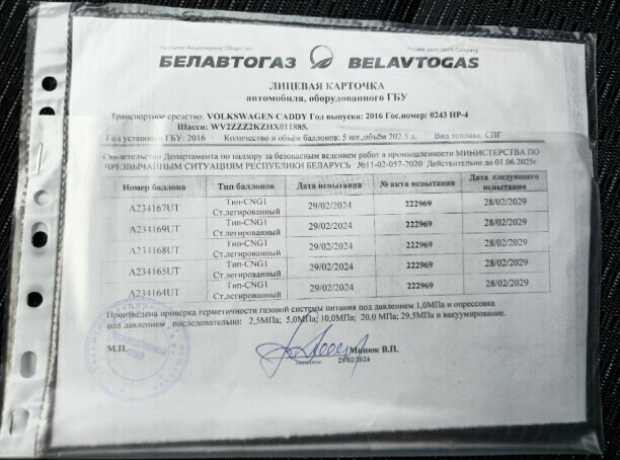 БЕЛАВТОГАЗ BELAVTOGAS
ЛИЦЕВАЯ КАРТОЧКА
автомобиля, оборудованного ГБУ
Транспортное средство: VOLKSWAGEN CADDY Год выпуска: 2016 Гос.номер: 0243 НР-4
Шасси: WV2ZZZ2KZHX011885.
Год установки ГБУ: 2016 Количество и объём баллонов: 5 шт.,объём 202.5 л. Вид топлива: СПГ
Свидетельство Департамента по надзору за безопасным ведением работ в промышленности МИНИСТЕРСТВА ПО
ЧРЕЗВЫЧАЙНЫМ СИТУАЦИЯМ РЕСПУБЛИКИ БЕЛАРУСЬ №11-02-057-2020 Действительно до 01.06.2025г
Номер баллона Тип баллонов Дата испытания № акта испытания Дата следующего испытания
A234167UT Тип-CNG1 Ст.легированный 29/02/2024 222969 28/02/2029
A234169UT Тип-CNG1 Ст.легированный 29/02/2024 222969 28/02/2029
A234168UT Тип-CNG1 Ст.легированный 29/02/2024 222969 28/02/2029
A234165UT Тип-CNG1 Ст.легированный 29/02/2024 222969 28/02/2029
A234164UT Тип-CNG1 Ст.легированный 29/02/2024 222969 28/02/2029
Произведена проверка герметичности газовой системы питания под давлением 1,0МПа и опрессовка
под давлением последовательно: 2,5МПа; 5,0МПа; 10,0МПа; 20,0 МПа; 29,5МПа и вакуумирование.
М.П. В.П.
29/02/2024